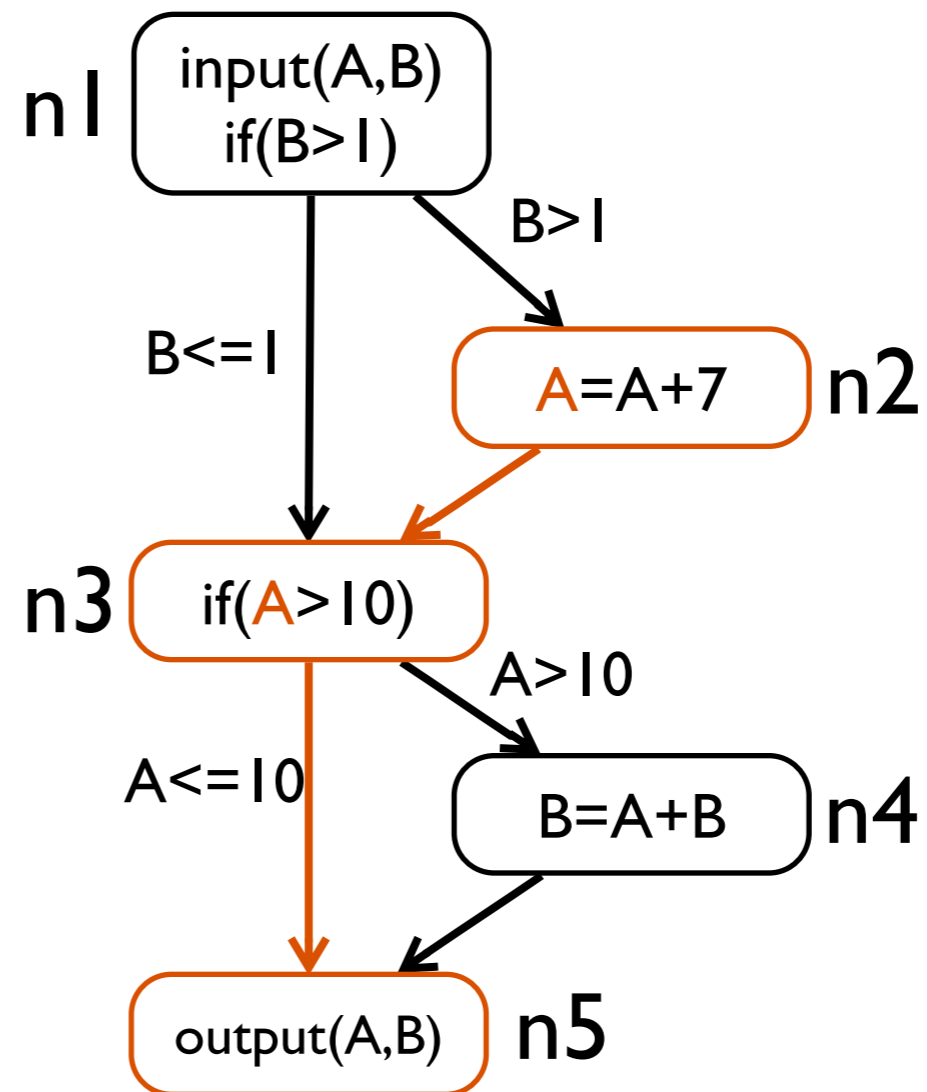 n1
input(A,B)
if(B>1)
B>1
B<=1
A=A+7
n2
n3
if(A>10)
A>10
A<=10
B=A+B
n4
output(A,B)
n5